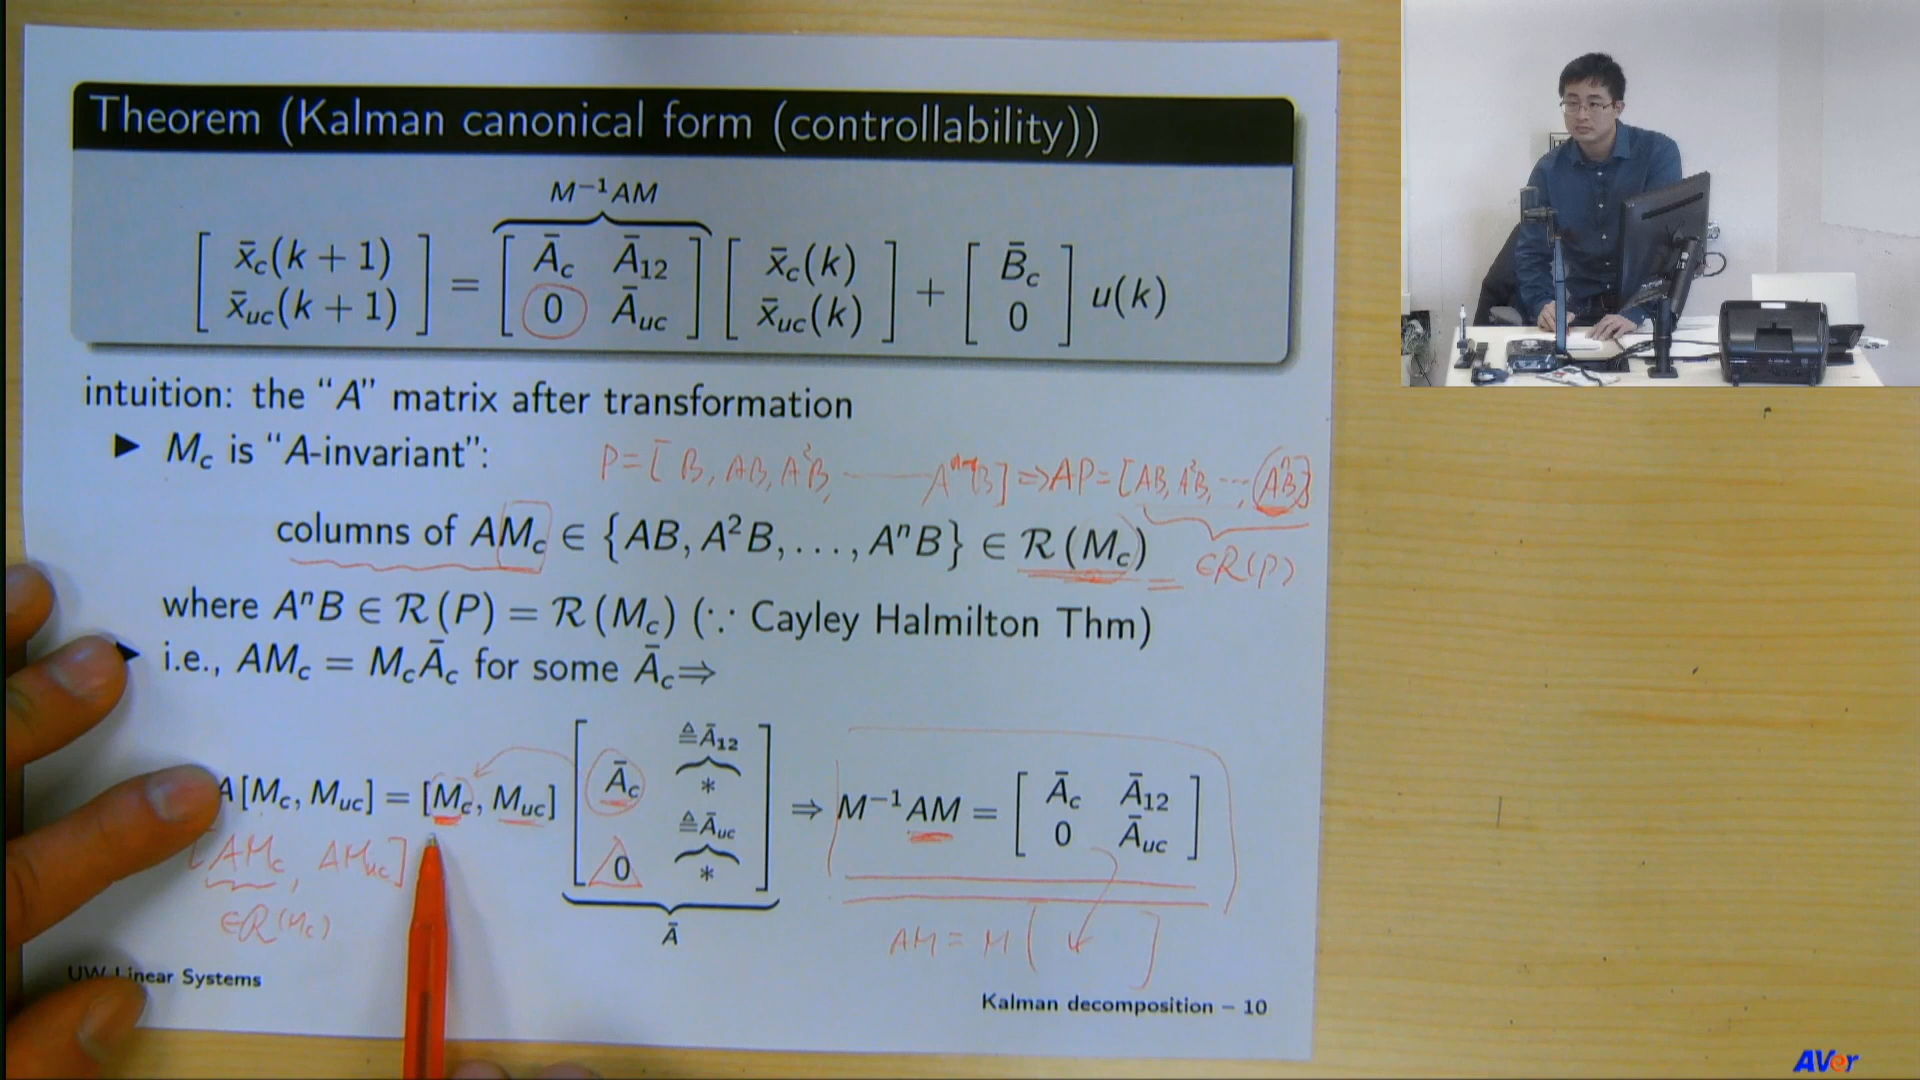 Theorem (Kalman canonical form (controllability))
M⁻¹AM
[ x̄c(k + 1) x̄uc(k + 1) ] = [ Āc Ā12 0 Āuc ] [ x̄c(k) x̄uc(k) ] + [ B̄c 0 ] u(k)
intuition: the “A” matrix after transformation
▶ Mc is “A-invariant”:
P = [ B, AB, A²B, —— Aⁿ⁻¹B ] ⇒ AP = [AB, A²B, ⋯, AⁿB]
columns of AMc ∈ {AB, A²B, . . . , AⁿB} ∈ R (Mc)
∈R(P)
where AⁿB ∈ R (P) = R (Mc) (∵ Cayley Halmilton Thm)
▶ i.e., AMc = McĀc for some Āc⇒
A[Mc, Muc] = [Mc, Muc] [ Āc ≜Ā12 * 0 ≜Āuc * ] ⇒ M⁻¹AM = [ Āc Ā12 0 Āuc ]
Ā
[AMc, AMuc]
∈R(Mc)
AM = M [ ]
UW Linear Systems
Kalman decomposition – 10
AVer